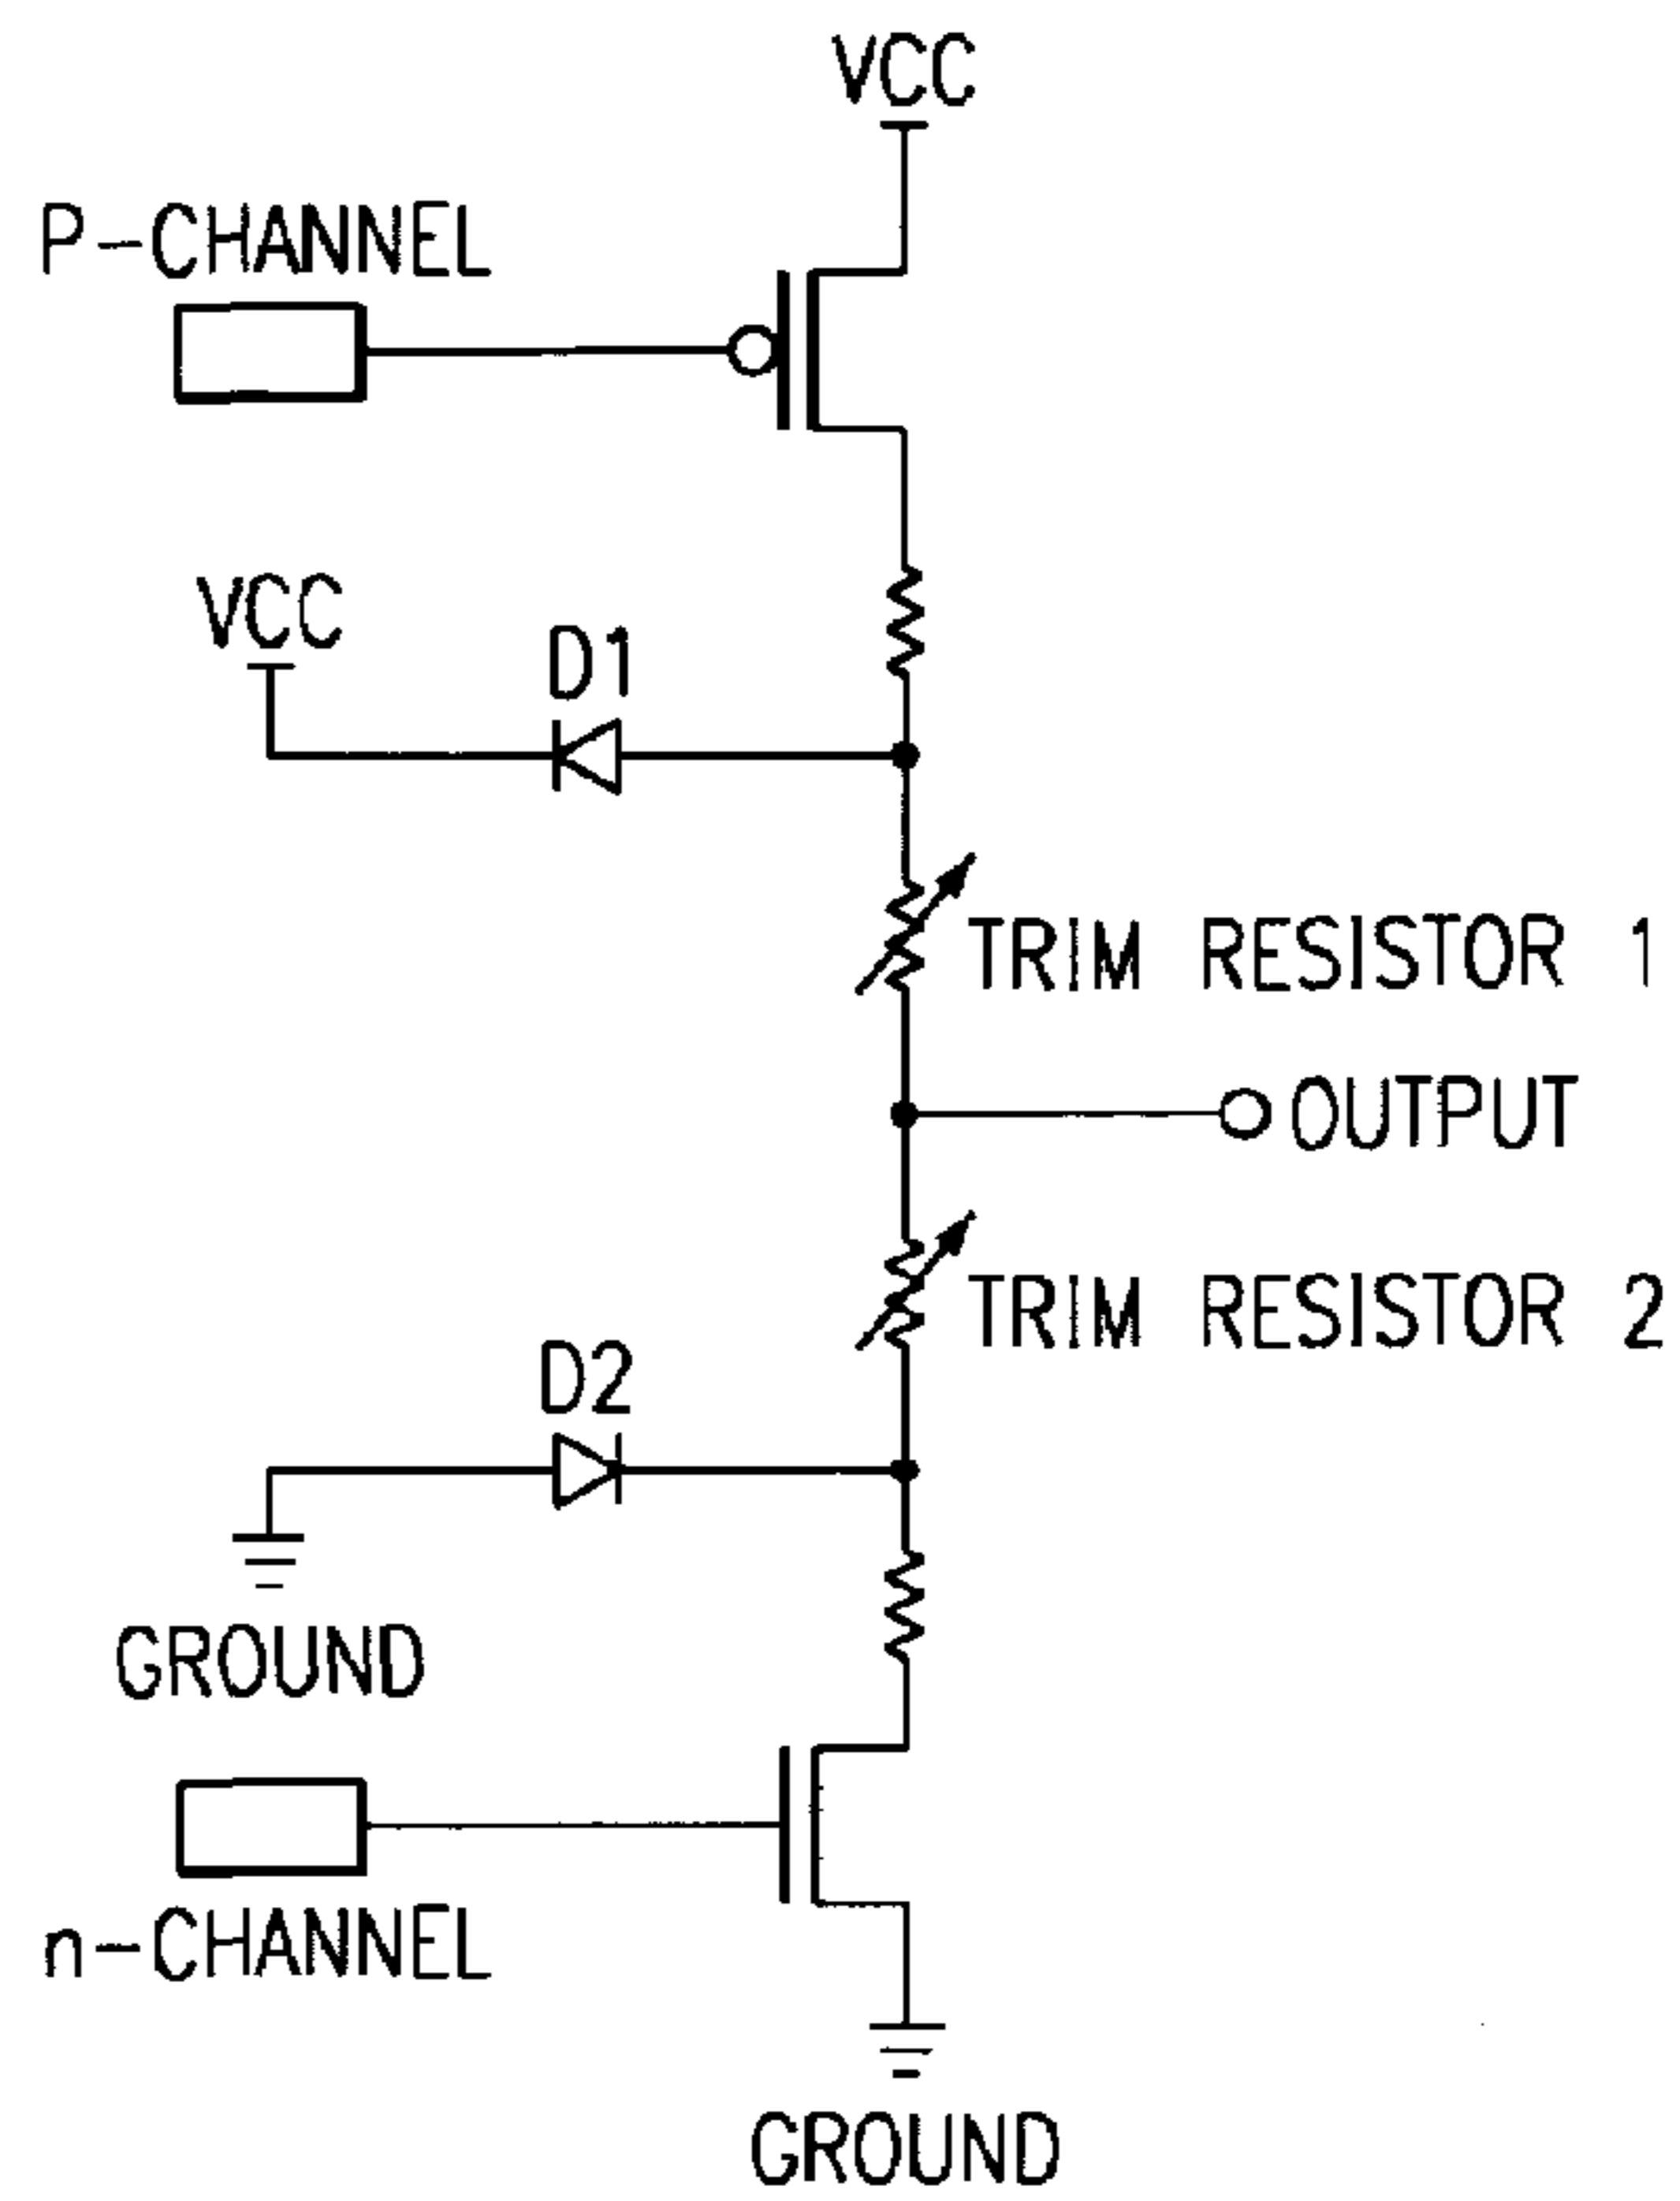 VCC
P-CHANNEL
VCC
D1
TRIM RESISTOR 1
OUTPUT
TRIM RESISTOR 2
D2
GROUND
n-CHANNEL
GROUND